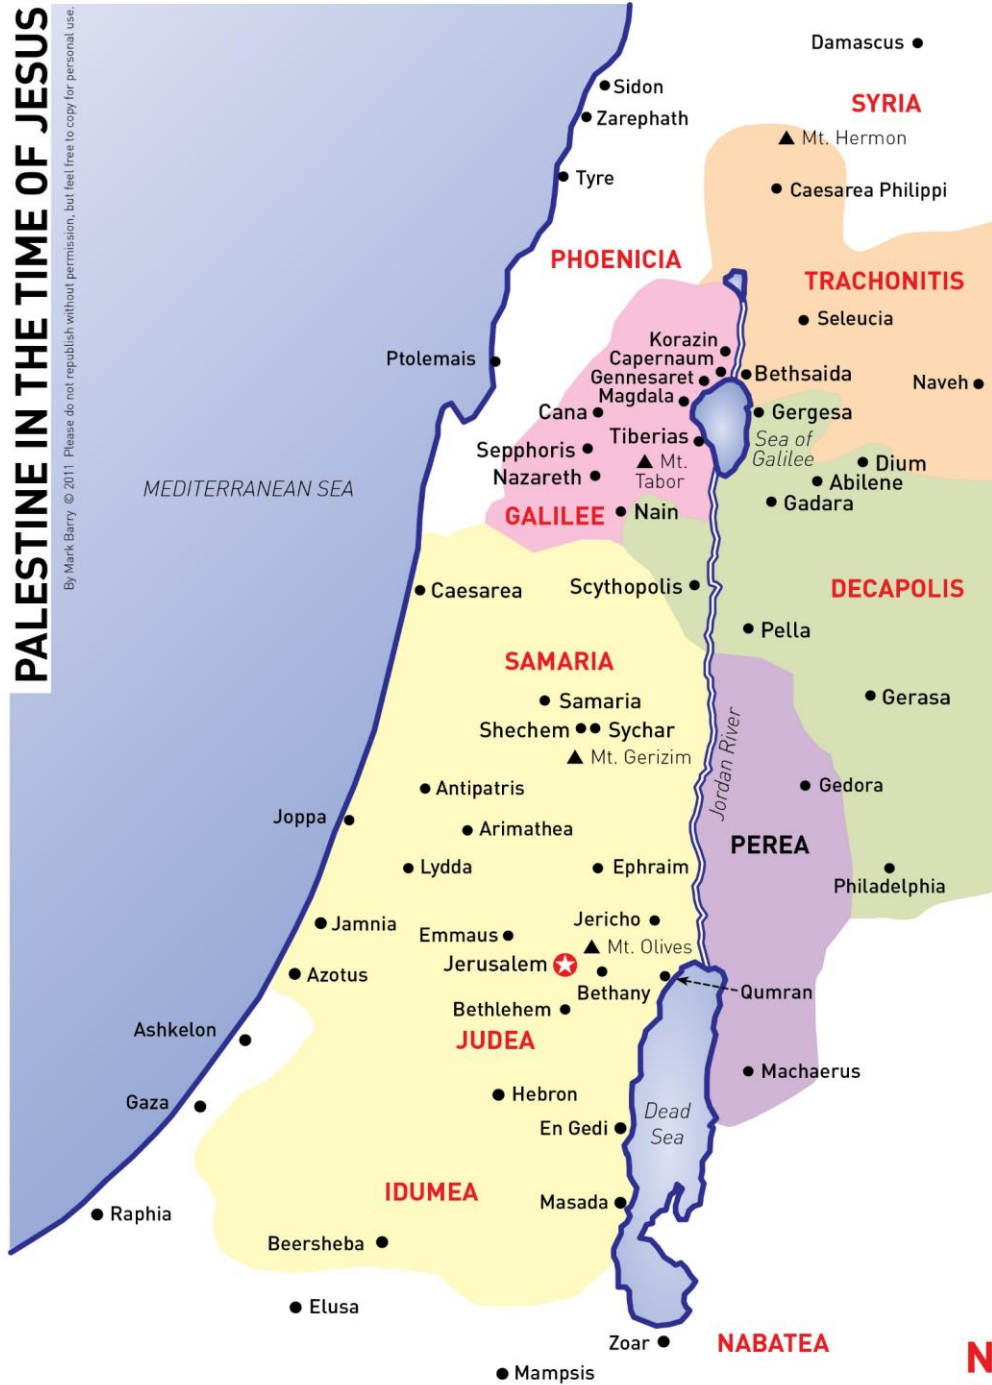 PALESTINE IN THE TIME OF JESUS
By Mark Barry © 2011 Please do not republish without permission, but feel free to copy for personal use.
Damascus
Sidon
SYRIA
Zarephath
Mt. Hermon
Tyre
Caesarea Philippi
PHOENICIA
TRACHONITIS
Seleucia
Korazin
Ptolemais
Capernaum
Bethsaida
Gennesaret
Naveh
Magdala
Cana
Gergesa
Tiberias
Sea of
Galilee
Sepphoris
Mt.
Tabor
Dium
Nazareth
Abilene
MEDITERRANEAN SEA
Gadara
GALILEE
Nain
Caesarea
Scythopolis
DECAPOLIS
Pella
SAMARIA
Samaria
Gerasa
Shechem
Sychar
Mt. Gerizim
Jordan River
Antipatris
Gedora
Joppa
Arimathea
PEREA
Lydda
Ephraim
Philadelphia
Jamnia
Jericho
Emmaus
Mt. Olives
Jerusalem
Azotus
Bethany
Qumran
Bethlehem
Ashkelon
JUDEA
Machaerus
Hebron
Gaza
Dead
Sea
En Gedi
IDUMEA
Masada
Raphia
Beersheba
Elusa
Zoar
NABATEA
N
Mampsis